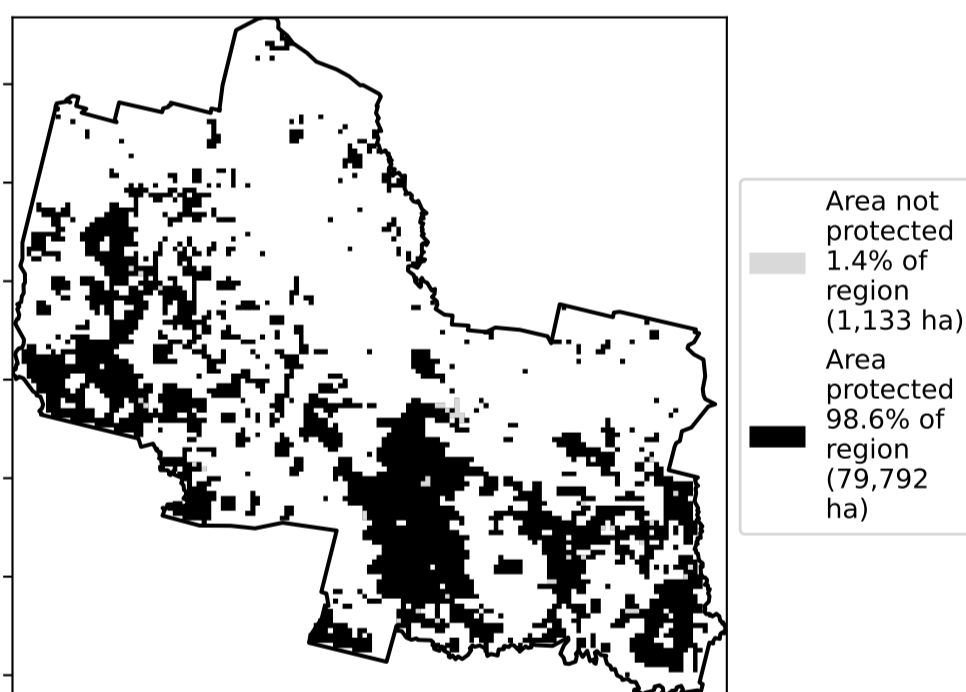 Area not
protected
1.4% of
region
(1,133 ha)
Area
protected
98.6% of
region
(79,792
ha)